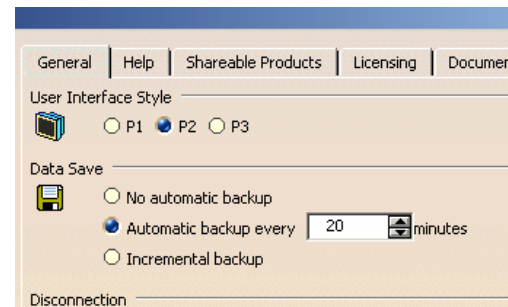 General Help Shareable Products Licensing
User Interface Style
P1 P2 P3
Data Save
No automatic backup
Automatic backup every 20 minutes
Incremental backup
Disconnection